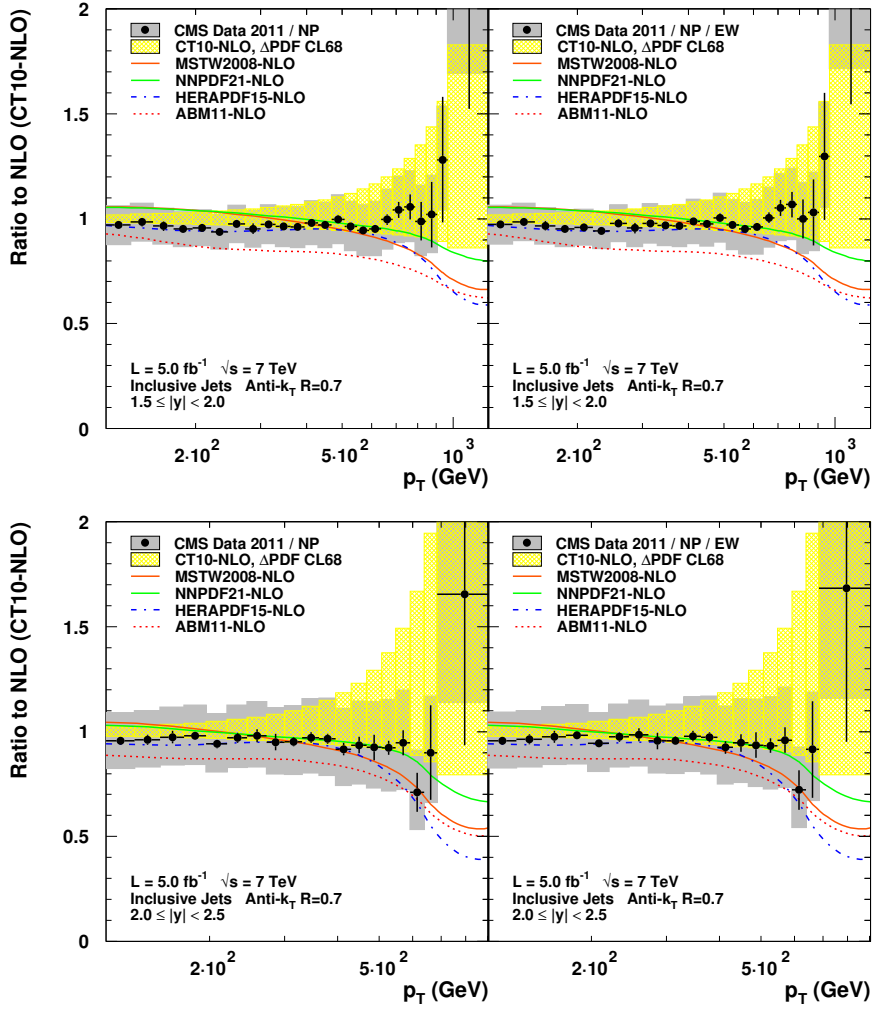 Ratio to NLO (CT10-NLO)
2
1.5
1
0.5
0
CMS Data 2011 / NP
CT10-NLO, ΔPDF CL68
MSTW2008-NLO
NNPDF21-NLO
HERAPDF15-NLO
ABM11-NLO
L = 5.0 fb⁻¹ √s = 7 TeV
Inclusive Jets Anti-k_T R=0.7
1.5 ≤ |y| < 2.0
2·10²
5·10²
10³
p_T (GeV)
CMS Data 2011 / NP / EW
CT10-NLO, ΔPDF CL68
MSTW2008-NLO
NNPDF21-NLO
HERAPDF15-NLO
ABM11-NLO
L = 5.0 fb⁻¹ √s = 7 TeV
Inclusive Jets Anti-k_T R=0.7
1.5 ≤ |y| < 2.0
2·10²
5·10²
10³
p_T (GeV)
Ratio to NLO (CT10-NLO)
2
1.5
1
0.5
0
CMS Data 2011 / NP
CT10-NLO, ΔPDF CL68
MSTW2008-NLO
NNPDF21-NLO
HERAPDF15-NLO
ABM11-NLO
L = 5.0 fb⁻¹ √s = 7 TeV
Inclusive Jets Anti-k_T R=0.7
2.0 ≤ |y| < 2.5
2·10²
5·10²
p_T (GeV)
CMS Data 2011 / NP / EW
CT10-NLO, ΔPDF CL68
MSTW2008-NLO
NNPDF21-NLO
HERAPDF15-NLO
ABM11-NLO
L = 5.0 fb⁻¹ √s = 7 TeV
Inclusive Jets Anti-k_T R=0.7
2.0 ≤ |y| < 2.5
2·10²
5·10²
p_T (GeV)